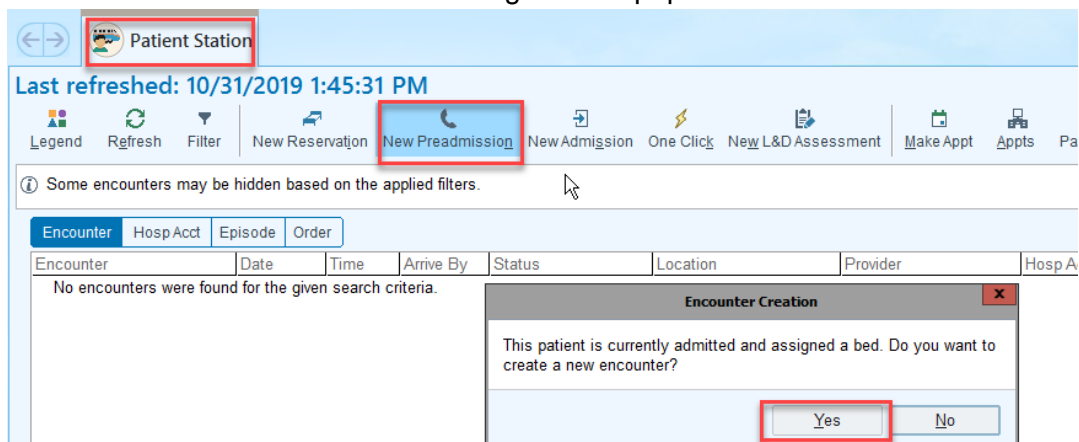 Patient Station
Last refreshed: 10/31/2019 1:45:31 PM
Legend Refresh Filter New Reservation New Preadmission New Admission One Click New L&D Assessment Make Appt Appts
Some encounters may be hidden based on the applied filters.
Encounter Hosp Acct Episode Order
Encounter Date Time Arrive By Status Location Provider Hosp
No encounters were found for the given search criteria.
Encounter Creation x
This patient is currently admitted and assigned a bed. Do you want to
create a new encounter?
Yes No